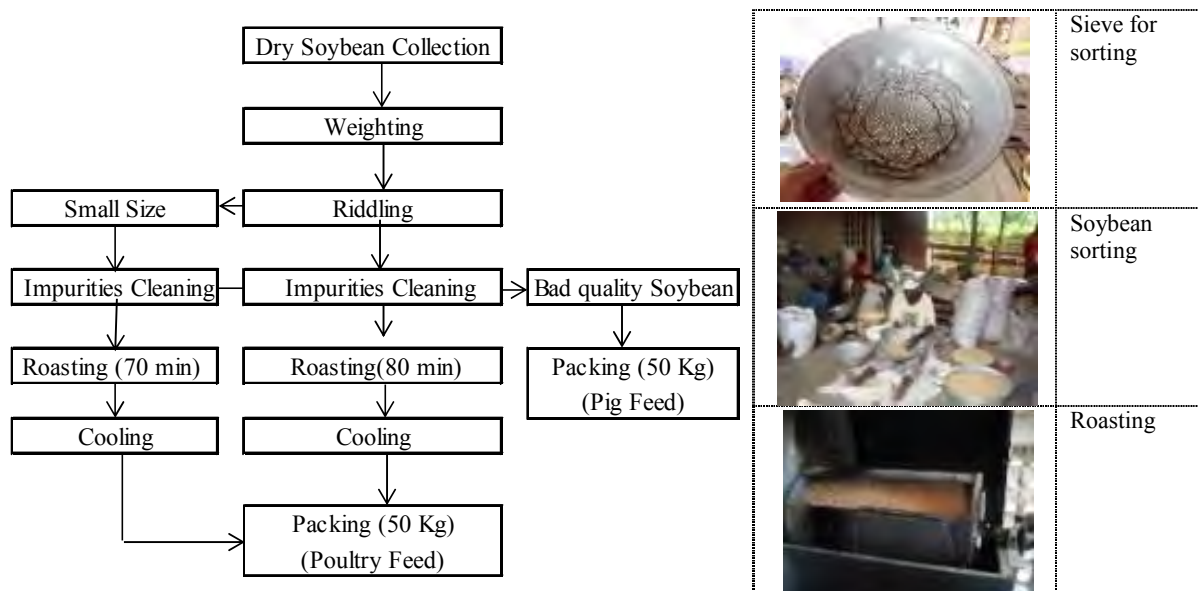 Dry Soybean Collection
Weighting
Small Size
Riddling
Impurities Cleaning
Impurities Cleaning
Bad quality Soybean
Roasting (70 min)
Roasting(80 min)
Packing (50 Kg)
(Pig Feed)
Cooling
Cooling
Packing (50 Kg)
(Poultry Feed)
Sieve for
sorting
Soybean
sorting
Roasting